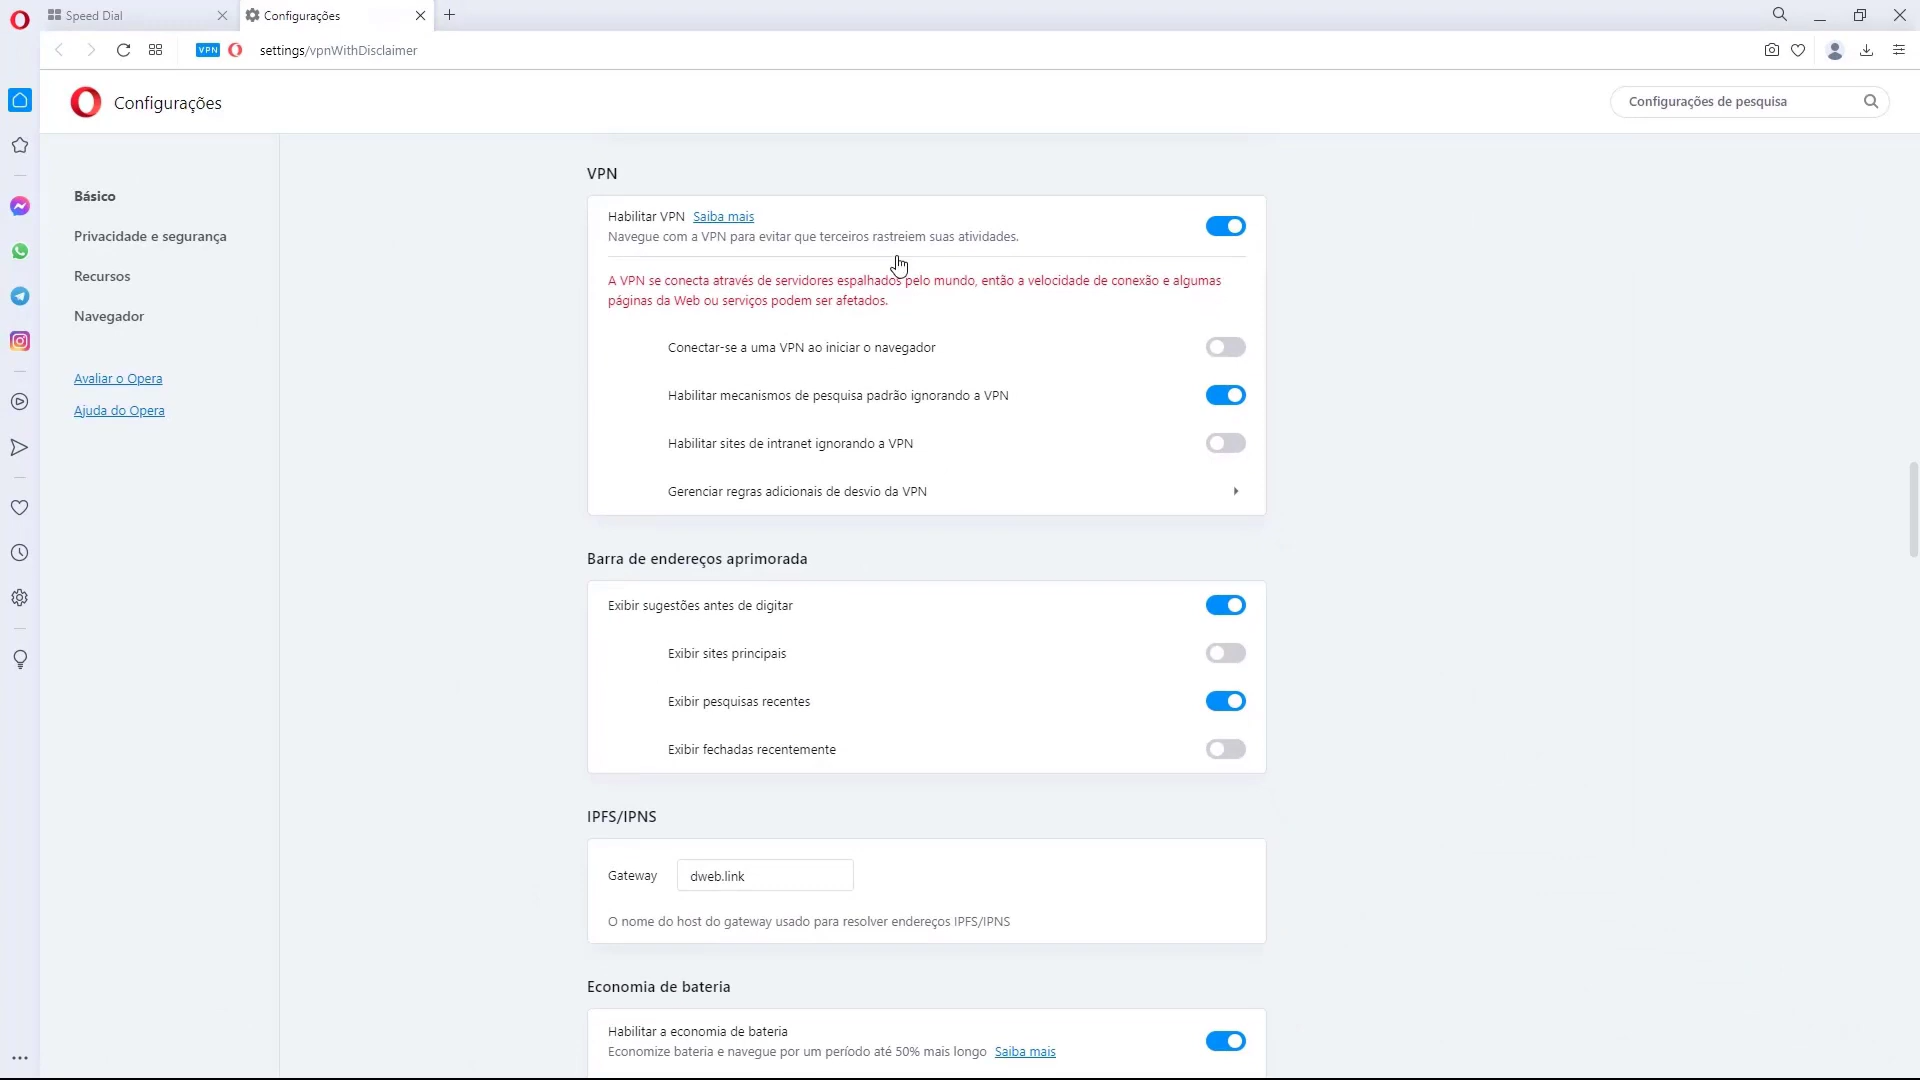 Speed Dial
Configurações
VPN
settings/vpnWithDisclaimer
Configurações
Configurações de pesquisa
Básico
Privacidade e segurança
Recursos
Navegador
Avaliar o Opera
Ajuda do Opera
VPN
Habilitar VPN Saiba mais
Navegue com a VPN para evitar que terceiros rastreiem suas atividades.
A VPN se conecta através de servidores espalhados pelo mundo, então a velocidade de conexão e algumas
páginas da Web ou serviços podem ser afetados.
Conectar-se a uma VPN ao iniciar o navegador
Habilitar mecanismos de pesquisa padrão ignorando a VPN
Habilitar sites de intranet ignorando a VPN
Gerenciar regras adicionais de desvio da VPN
Barra de endereços aprimorada
Exibir sugestões antes de digitar
Exibir sites principais
Exibir pesquisas recentes
Exibir fechadas recentemente
IPFS/IPNS
Gateway dweb.link
O nome do host do gateway usado para resolver endereços IPFS/IPNS
Economia de bateria
Habilitar a economia de bateria
Economize bateria e navegue por um período até 50% mais longo Saiba mais